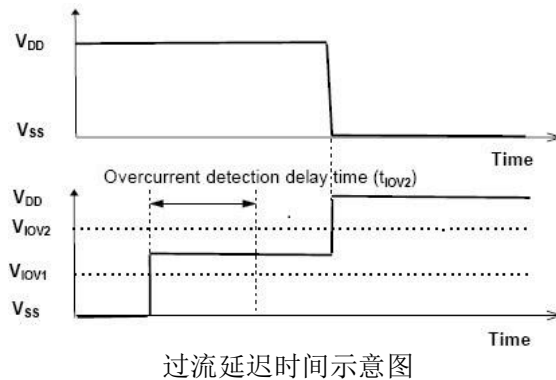 VDD
VSS
Time
Overcurrent detection delay time (tIOV2)
VDD
VIOV2
VIOV1
VSS
Time
过流延迟时间示意图